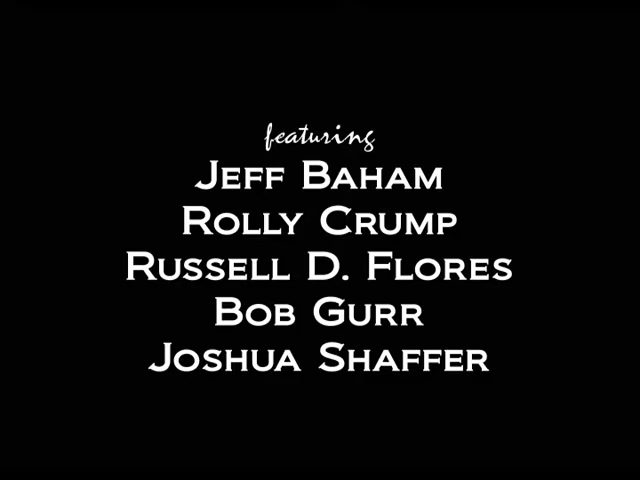 featuring
Jeff Baham
Rolly Crump
Russell D. Flores
Bob Gurr
Joshua Shaffer